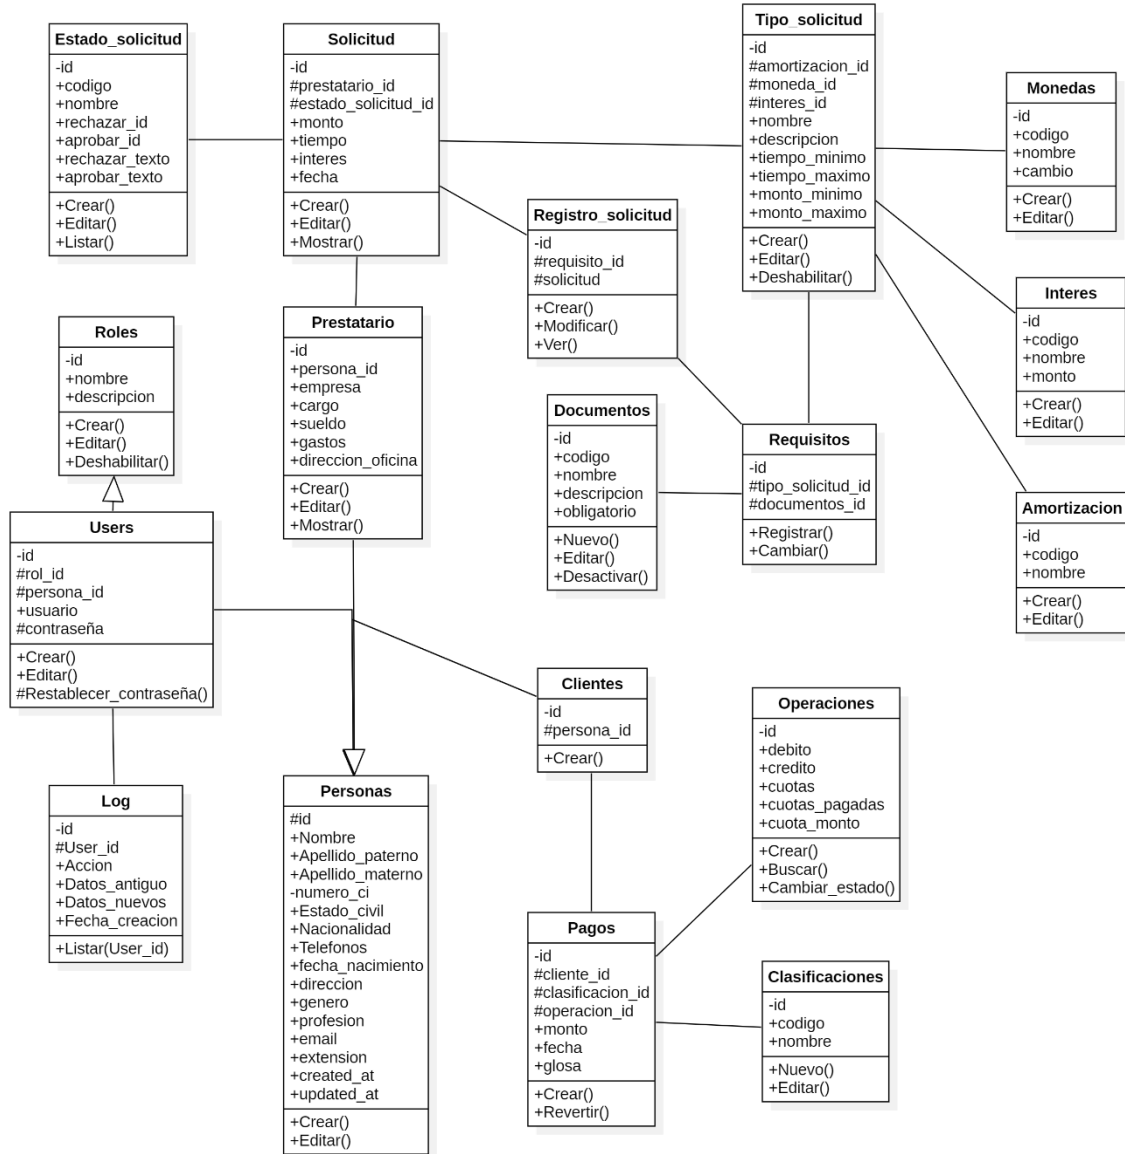 Estado_solicitud
-id
+codigo
+nombre
+rechazar_id
+aprobar_id
+rechazar_texto
+aprobar_texto
+Crear()
+Editar()
+Listar()
Solicitud
-id
#prestatario_id
#estado_solicitud_id
+monto
+tiempo
+interes
+fecha
+Crear()
+Editar()
+Mostrar()
Tipo_solicitud
-id
#amortizacion_id
#moneda_id
#interes_id
+nombre
+descripcion
+tiempo_minimo
+tiempo_maximo
+monto_minimo
+monto_maximo
+Crear()
+Editar()
+Deshabilitar()
Monedas
-id
+codigo
+nombre
+cambio
+Crear()
+Editar()
Registro_solicitud
-id
#requisito_id
#solicitud
+Crear()
+Modificar()
+Ver()
Interes
-id
+codigo
+nombre
+monto
+Crear()
+Editar()
Roles
-id
+nombre
+descripcion
+Crear()
+Editar()
+Deshabilitar()
Prestatario
-id
+persona_id
+empresa
+cargo
+sueldo
+gastos
+direccion_oficina
+Crear()
+Editar()
+Mostrar()
Documentos
-id
+codigo
+nombre
+descripcion
+obligatorio
+Nuevo()
+Editar()
+Desactivar()
Requisitos
-id
#tipo_solicitud_id
#documentos_id
+Registrar()
+Cambiar()
Amortizacion
-id
+codigo
+nombre
+Crear()
+Editar()
Users
-id
#rol_id
#persona_id
+usuario
#contraseña
+Crear()
+Editar()
#Restablecer_contraseña()
Clientes
-id
#persona_id
+Crear()
Operaciones
-id
+debito
+credito
+cuotas
+cuotas_pagadas
+cuota_monto
+Crear()
+Buscar()
+Cambiar_estado()
Log
-id
#User_id
+Accion
+Datos_antiguo
+Datos_nuevos
+Fecha_creacion
+Listar(User_id)
Personas
#id
+Nombre
+Apellido_paterno
+Apellido_materno
-numero_ci
+Estado_civil
+Nacionalidad
+Telefonos
+fecha_nacimiento
+direccion
+genero
+profesion
+email
+extension
+created_at
+updated_at
+Crear()
+Editar()
Pagos
-id
#cliente_id
#clasificacion_id
#operacion_id
+monto
+fecha
+glosa
+Crear()
+Revertir()
Clasificaciones
-id
+codigo
+nombre
+Nuevo()
+Editar()